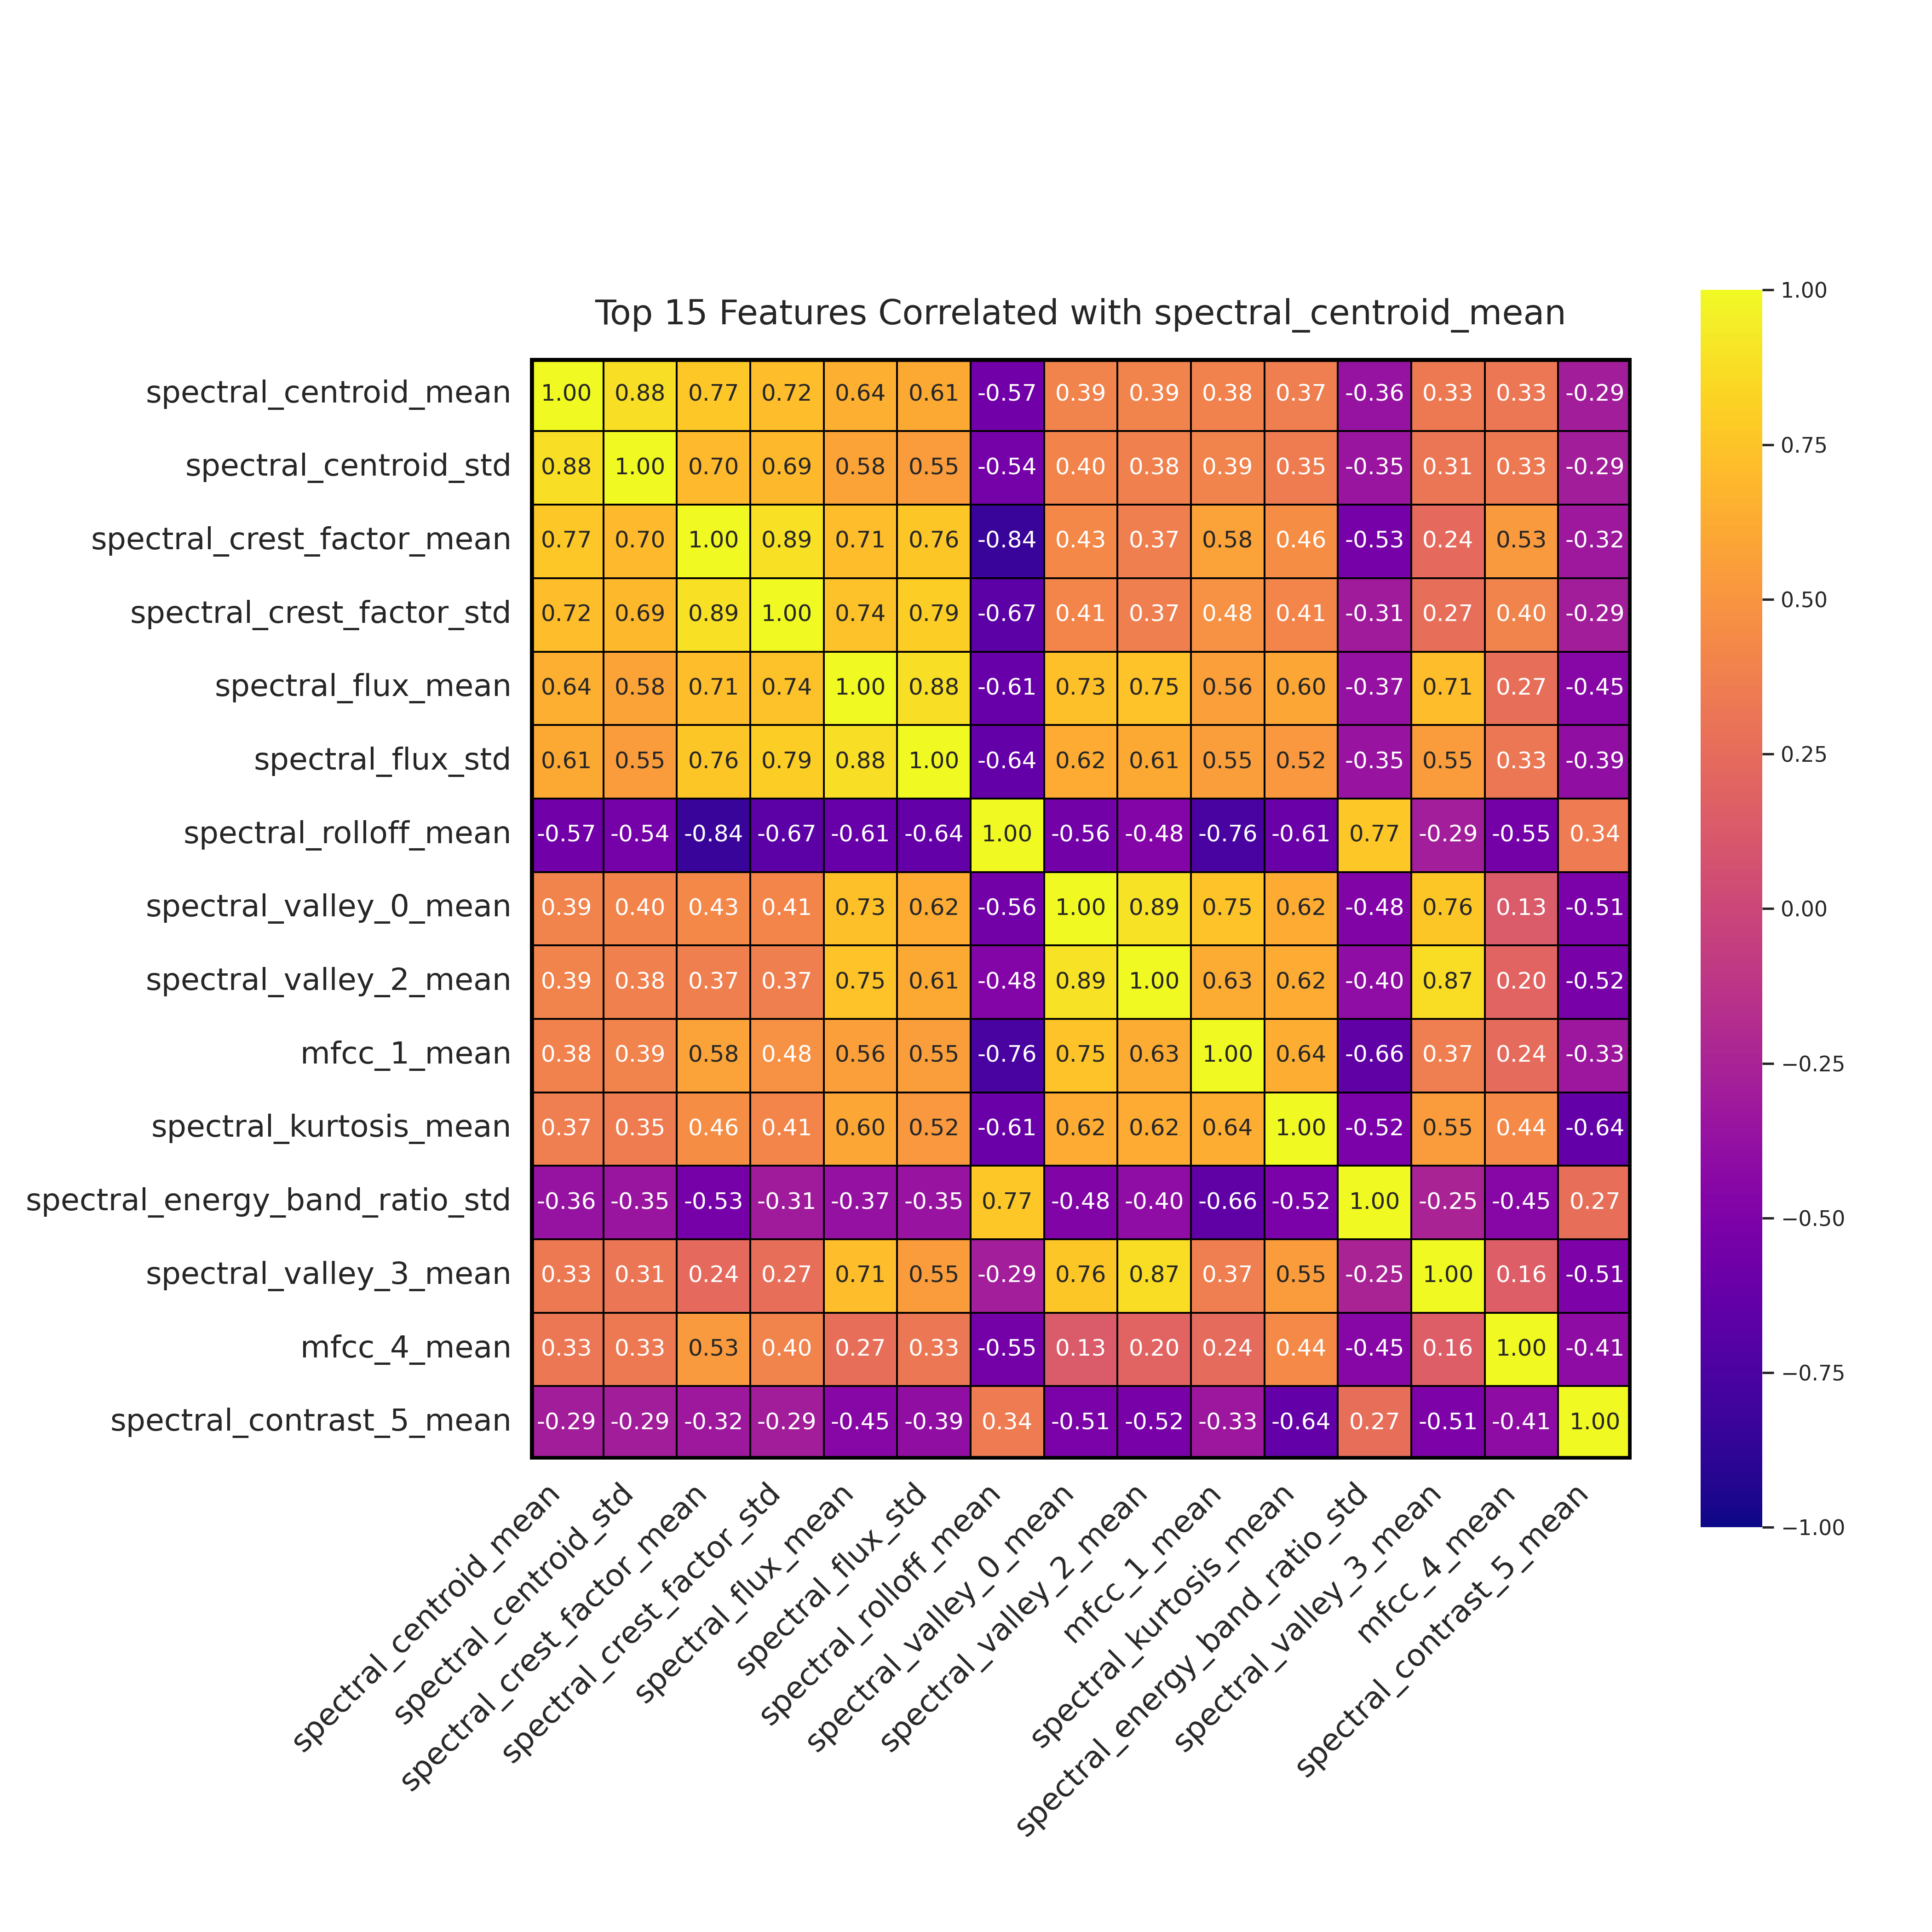 Top 15 Features Correlated with spectral_centroid_mean
spectral_centroid_mean 1.00 0.88 0.77 0.72 0.64 0.61 -0.57 0.39 0.39 0.38 0.37 -0.36 0.33 0.33 -0.29
spectral_centroid_std 0.88 1.00 0.70 0.69 0.58 0.55 -0.54 0.40 0.38 0.39 0.35 -0.35 0.31 0.33 -0.29
spectral_crest_factor_mean 0.77 0.70 1.00 0.89 0.71 0.76 -0.84 0.43 0.37 0.58 0.46 -0.53 0.24 0.53 -0.32
spectral_crest_factor_std 0.72 0.69 0.89 1.00 0.74 0.79 -0.67 0.41 0.37 0.48 0.41 -0.31 0.27 0.40 -0.29
spectral_flux_mean 0.64 0.58 0.71 0.74 1.00 0.88 -0.61 0.73 0.75 0.56 0.60 -0.37 0.71 0.27 -0.45
spectral_flux_std 0.61 0.55 0.76 0.79 0.88 1.00 -0.64 0.62 0.61 0.55 0.52 -0.35 0.55 0.33 -0.39
spectral_rolloff_mean -0.57 -0.54 -0.84 -0.67 -0.61 -0.64 1.00 -0.56 -0.48 -0.76 -0.61 0.77 -0.29 -0.55 0.34
spectral_valley_0_mean 0.39 0.40 0.43 0.41 0.73 0.62 -0.56 1.00 0.89 0.75 0.62 -0.48 0.76 0.13 -0.51
spectral_valley_2_mean 0.39 0.38 0.37 0.37 0.75 0.61 -0.48 0.89 1.00 0.63 0.62 -0.40 0.87 0.20 -0.52
mfcc_1_mean 0.38 0.39 0.58 0.48 0.56 0.55 -0.76 0.75 0.63 1.00 0.64 -0.66 0.37 0.24 -0.33
spectral_kurtosis_mean 0.37 0.35 0.46 0.41 0.60 0.52 -0.61 0.62 0.62 0.64 1.00 -0.52 0.55 0.44 -0.64
spectral_energy_band_ratio_std -0.36 -0.35 -0.53 -0.31 -0.37 -0.35 0.77 -0.48 -0.40 -0.66 -0.52 1.00 -0.25 -0.45 0.27
spectral_valley_3_mean 0.33 0.31 0.24 0.27 0.71 0.55 -0.29 0.76 0.87 0.37 0.55 -0.25 1.00 0.16 -0.51
mfcc_4_mean 0.33 0.33 0.53 0.40 0.27 0.33 -0.55 0.13 0.20 0.24 0.44 -0.45 0.16 1.00 -0.41
spectral_contrast_5_mean -0.29 -0.29 -0.32 -0.29 -0.45 -0.39 0.34 -0.51 -0.52 -0.33 -0.64 0.27 -0.51 -0.41 1.00
spectral_centroid_mean
spectral_centroid_std
spectral_crest_factor_mean
spectral_crest_factor_std
spectral_flux_mean
spectral_flux_std
spectral_rolloff_mean
spectral_valley_0_mean
spectral_valley_2_mean
mfcc_1_mean
spectral_kurtosis_mean
spectral_energy_band_ratio_std
spectral_valley_3_mean
mfcc_4_mean
spectral_contrast_5_mean
1.00
0.75
0.50
0.25
0.00
−0.25
−0.50
−0.75
−1.00